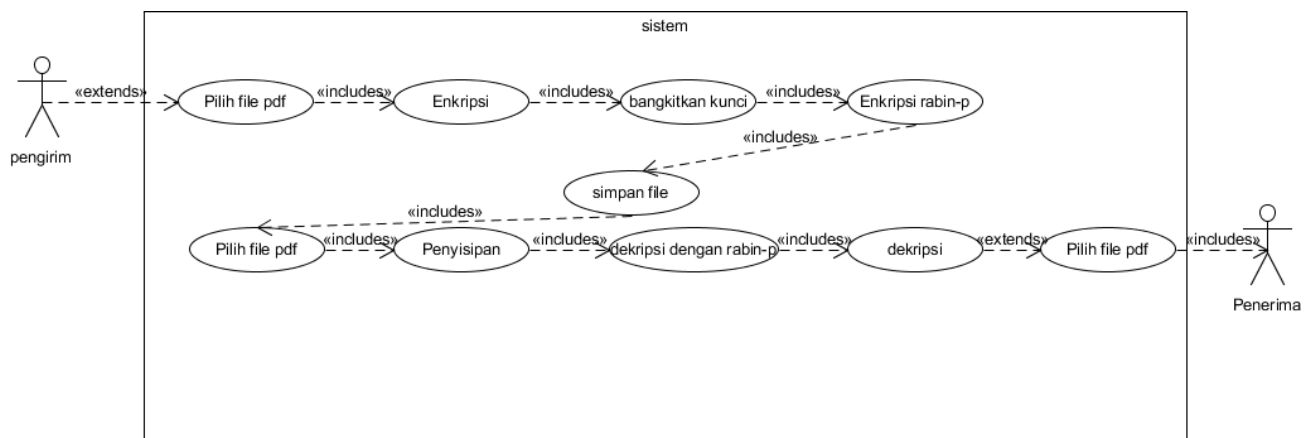 sistem
«extends»
Pilih file pdf
«includes»
Enkripsi
«includes»
bangkitkan kunci
«includes»
Enkripsi rabin-p
pengirim
«includes»
simpan file
«includes»
Pilih file pdf
«includes»
Penyisipan
«includes»
dekripsi dengan rabin-p
«includes»
dekripsi
«extends»
Pilih file pdf
«includes»
Penerima